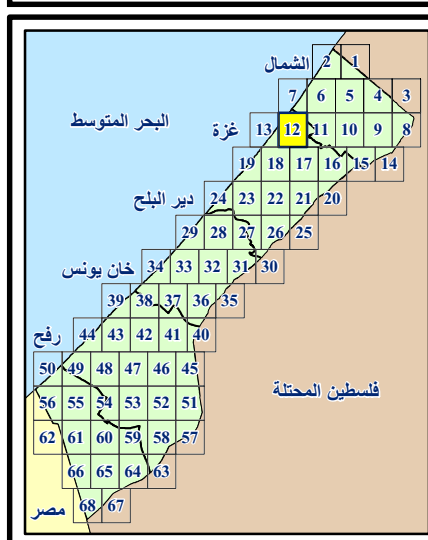 الشمال
2 1
7 6 5 4 3
البحر المتوسط
غزة
13 12 11 10 9 8
19 18 17 16 15 14
دير البلح
24 23 22 21 20
29 28 27 26 25
خان يونس
34 33 32 31 30
39 38 37 36 35
رفح
44 43 42 41 40
فلسطين المحتلة
50 49 48 47 46 45
56 55 54 53 52 51
62 61 60 59 58 57
66 65 64 63
مصر
68 67